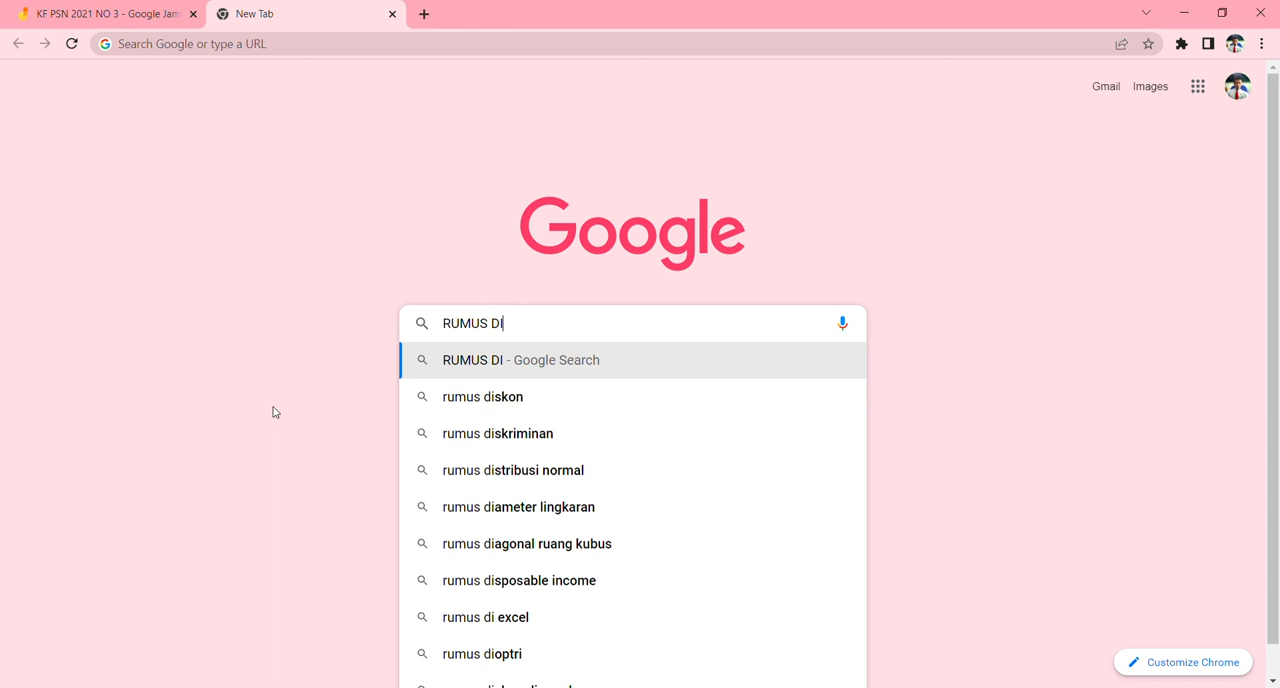 KF PSN 2021 NO 3 - Google Jam
New Tab
Search Google or type a URL
Gmail Images
Google
RUMUS DI
RUMUS DI - Google Search
rumus diskon
rumus diskriminan
rumus distribusi normal
rumus diameter lingkaran
rumus diagonal ruang kubus
rumus disposable income
rumus di excel
rumus dioptri
Customize Chrome